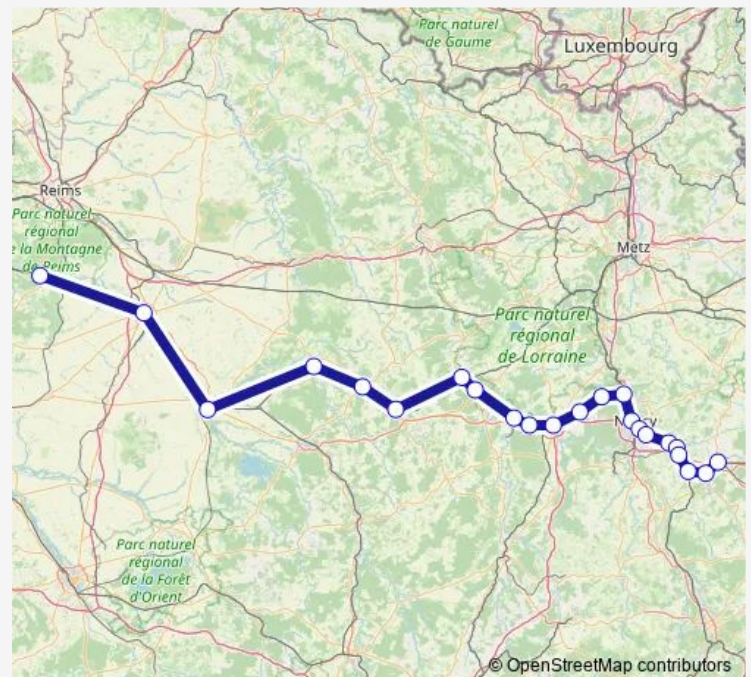 Parc naturel
de Gaume
Luxembourg
Reims
Parc naturel
régional
de la Montagne
de Reims
Metz
Parc naturel
régional
de Lorraine
Parc naturel
régional
de la Forêt
d'Orient
© OpenStreetMap contributors